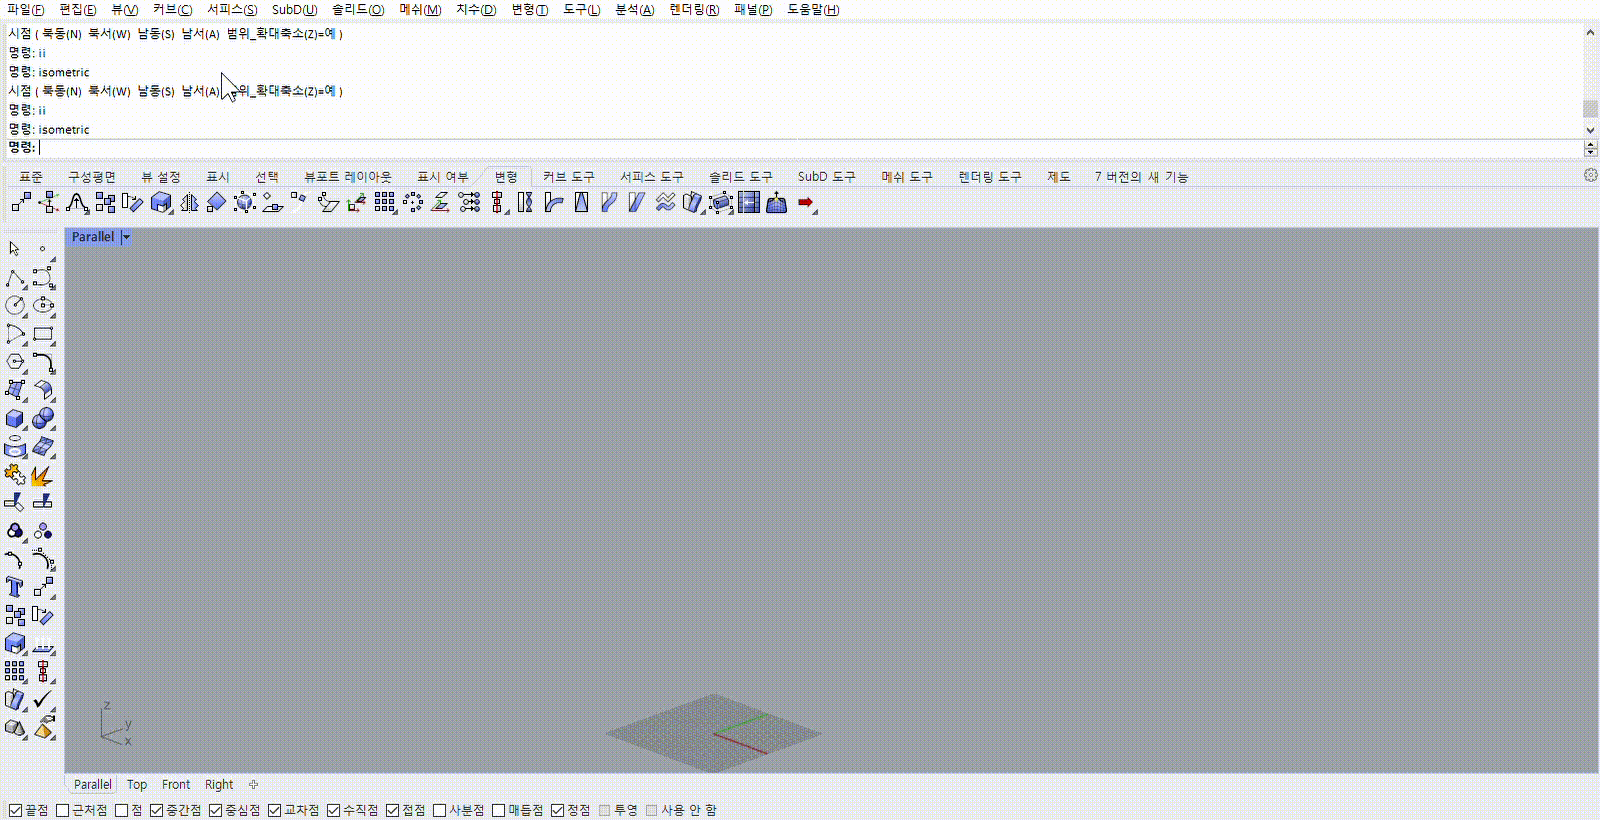 파일(F) 편집(E) 뷰(V) 커브(C) 서피스(S) SubD(U) 솔리드(O) 메쉬(M) 치수(D) 변형(T) 도구(L) 분석(A) 렌더링(R) 패널(P) 도움말(H)
시점 ( 북동(N) 북서(W) 남동(S) 남서(A) 범위_확대축소(Z)=예 )
명령: ii
명령: isometric
시점 ( 북동(N) 북서(W) 남동(S) 남서(A) 위_확대축소(Z)=예 )
명령: ii
명령: isometric
명령:
표준 구성평면 뷰 설정 표시 선택 뷰포트 레이아웃 표시 여부 변형 커브 도구 서피스 도구 솔리드 도구 SubD 도구 메쉬 도구 렌더링 도구 제도 7 버전의 새 기능
Parallel
z
y
x
Parallel Top Front Right
끝점 근처점 점 중간점 중심점 교차점 수직점 접점 사분점 매듭점 정점 투영 사용 안 함